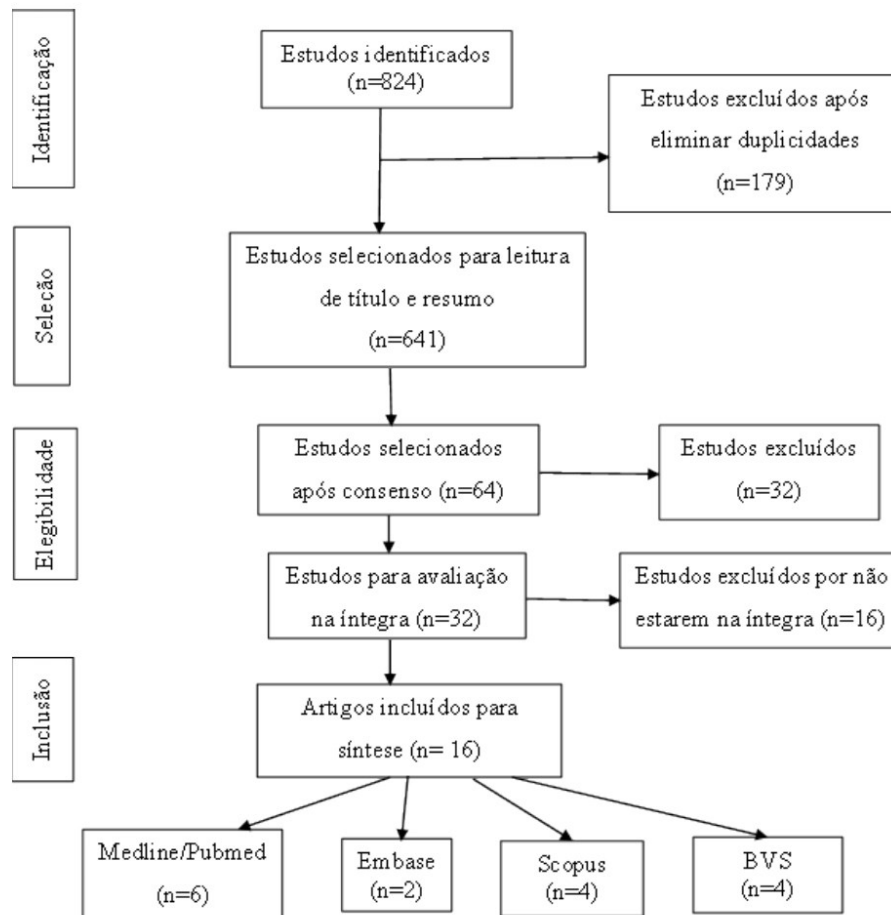 Identificação
Estudos identificados
(n=824)
Estudos excluídos após
eliminar duplicidades
(n=179)
Seleção
Estudos selecionados para leitura
de título e resumo
(n=641)
Elegibilidade
Estudos selecionados
após consenso (n=64)
Estudos excluídos
(n=32)
Estudos para avaliação
na íntegra (n=32)
Estudos excluídos por não
estarem na íntegra (n=16)
Inclusão
Artigos incluídos para
síntese (n= 16)
Medline/Pubmed
(n=6)
Embase
(n=2)
Scopus
(n=4)
BVS
(n=4)